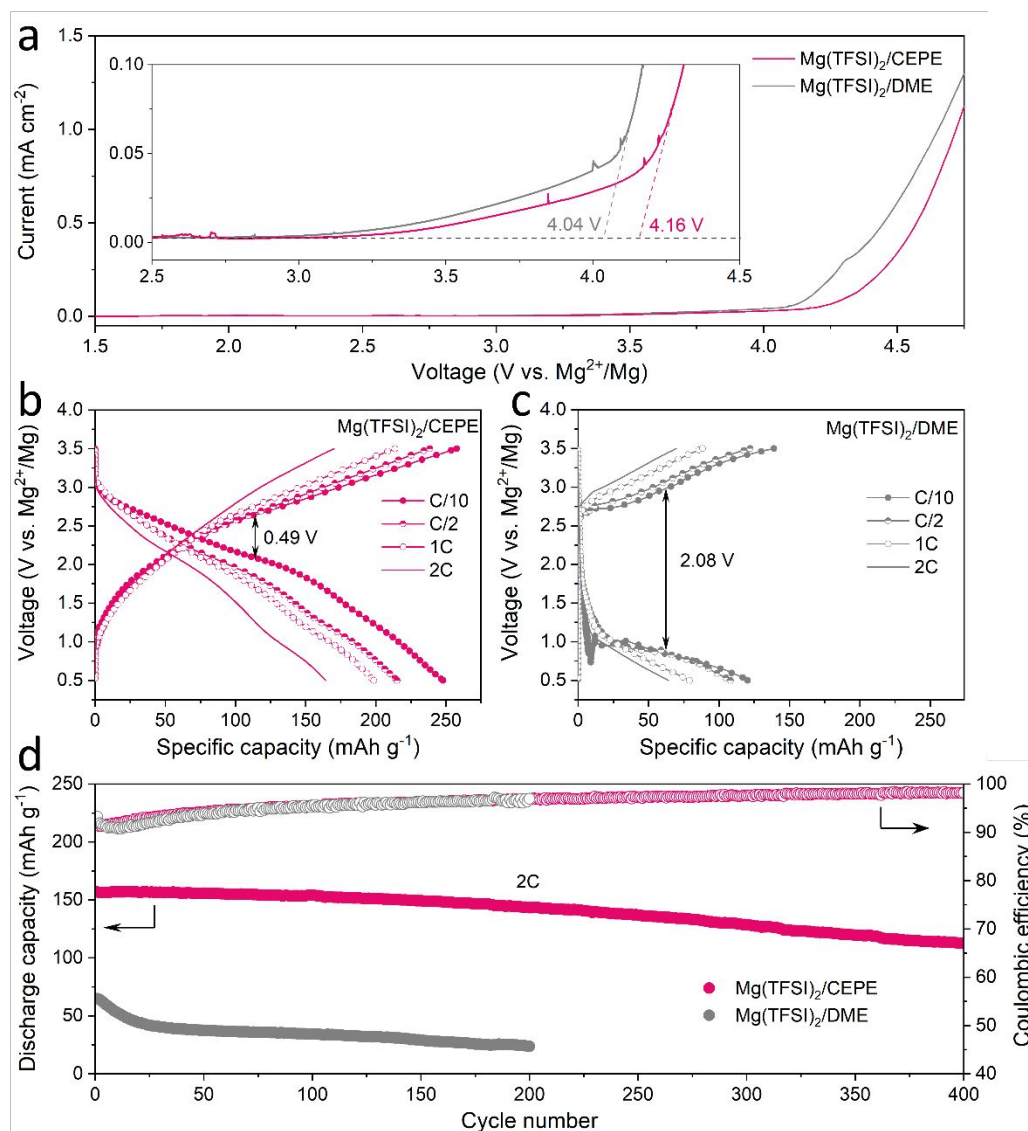 a
Current (mA cm⁻²)
1.5
1.0
0.5
0.0
0.10
0.05
0.00
2.5 3.0 3.5 4.0 4.5
4.04 V
4.16 V
Mg(TFSI)₂/CEPE
Mg(TFSI)₂/DME
1.5 2.0 2.5 3.0 3.5 4.0 4.5
Voltage (V vs. Mg²⁺/Mg)
b
Voltage (V vs. Mg²⁺/Mg)
4.0
3.5
3.0
2.5
2.0
1.5
1.0
0.5
Mg(TFSI)₂/CEPE
C/10
C/2
1C
2C
0.49 V
0 50 100 150 200 250
Specific capacity (mAh g⁻¹)
c
Voltage (V vs. Mg²⁺/Mg)
4.0
3.5
3.0
2.5
2.0
1.5
1.0
0.5
Mg(TFSI)₂/DME
C/10
C/2
1C
2C
2.08 V
0 50 100 150 200 250
Specific capacity (mAh g⁻¹)
d
Discharge capacity (mAh g⁻¹)
250
200
150
100
50
0
2C
Mg(TFSI)₂/CEPE
Mg(TFSI)₂/DME
100
90
80
70
60
50
40
Coulombic efficiency (%)
0 50 100 150 200 250 300 350 400
Cycle number